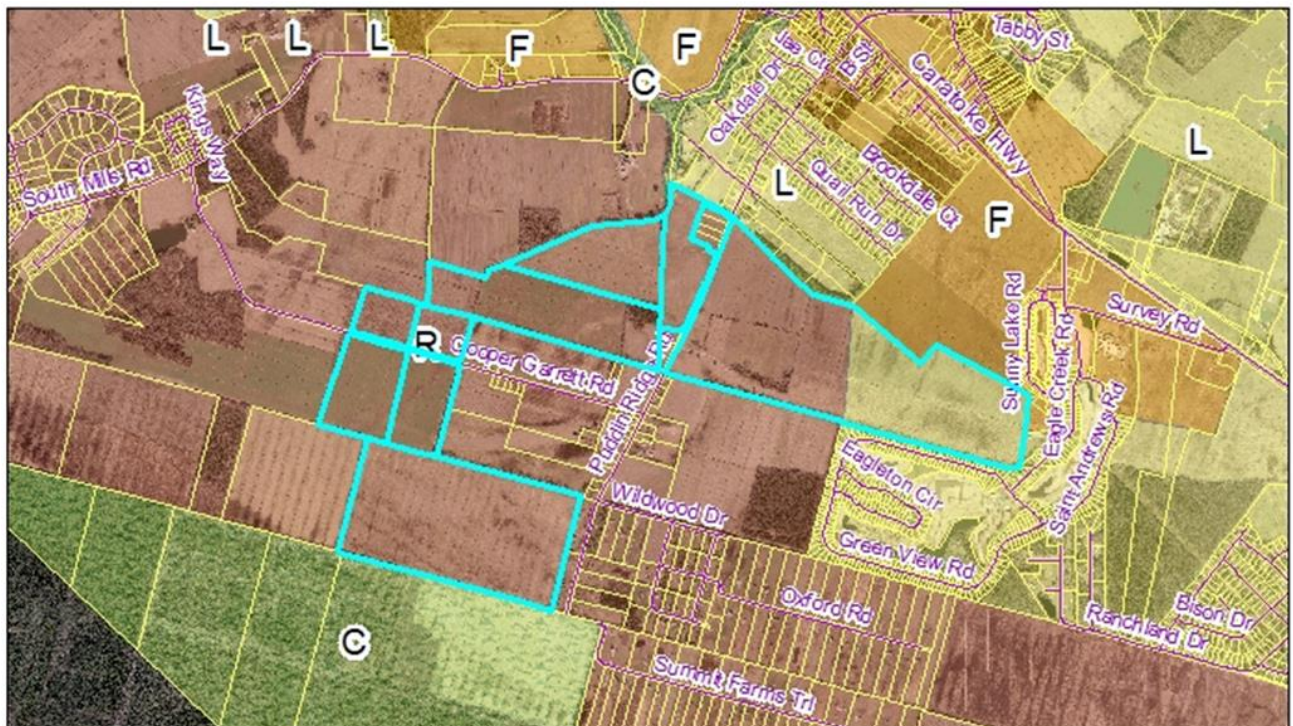 L
L
L
F
F
C
Jaa Ct
B St
Tabby St
Caratoke Hwy
Oakdale Dr
L
Kings Way
South Mills Rd
L
Quail Run Dr
Brookdale Ct
F
R
Cooper Garrett Rd
Puddin Ridge Rd
Sunny Lake Rd
Eagle Creek Rd
Survey Rd
Saint Andrews Rd
Eagleton Cir
Wildwood Dr
Green View Rd
Oxford Rd
Bison Dr
Ranchland Dr
C
Summit Farms Trl